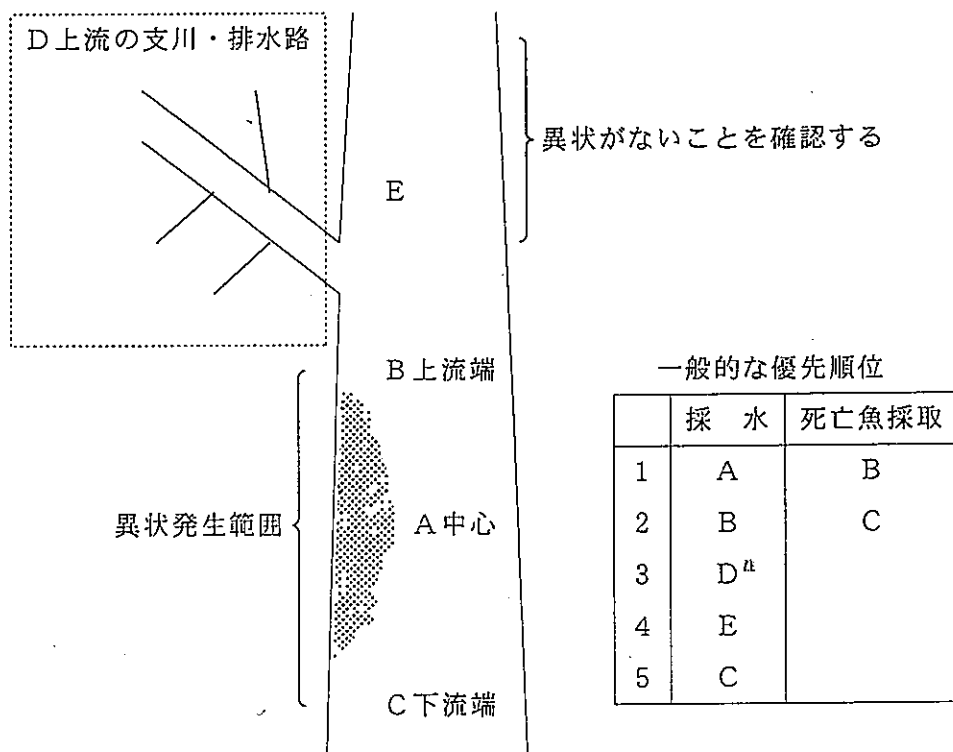 D上流の支川・排水路
異状がないことを確認する
E
B上流端
異状発生範囲
A中心
C下流端
一般的な優先順位
採 水 死亡魚採取
1 A B
2 B C
3 D注
4 E
5 C